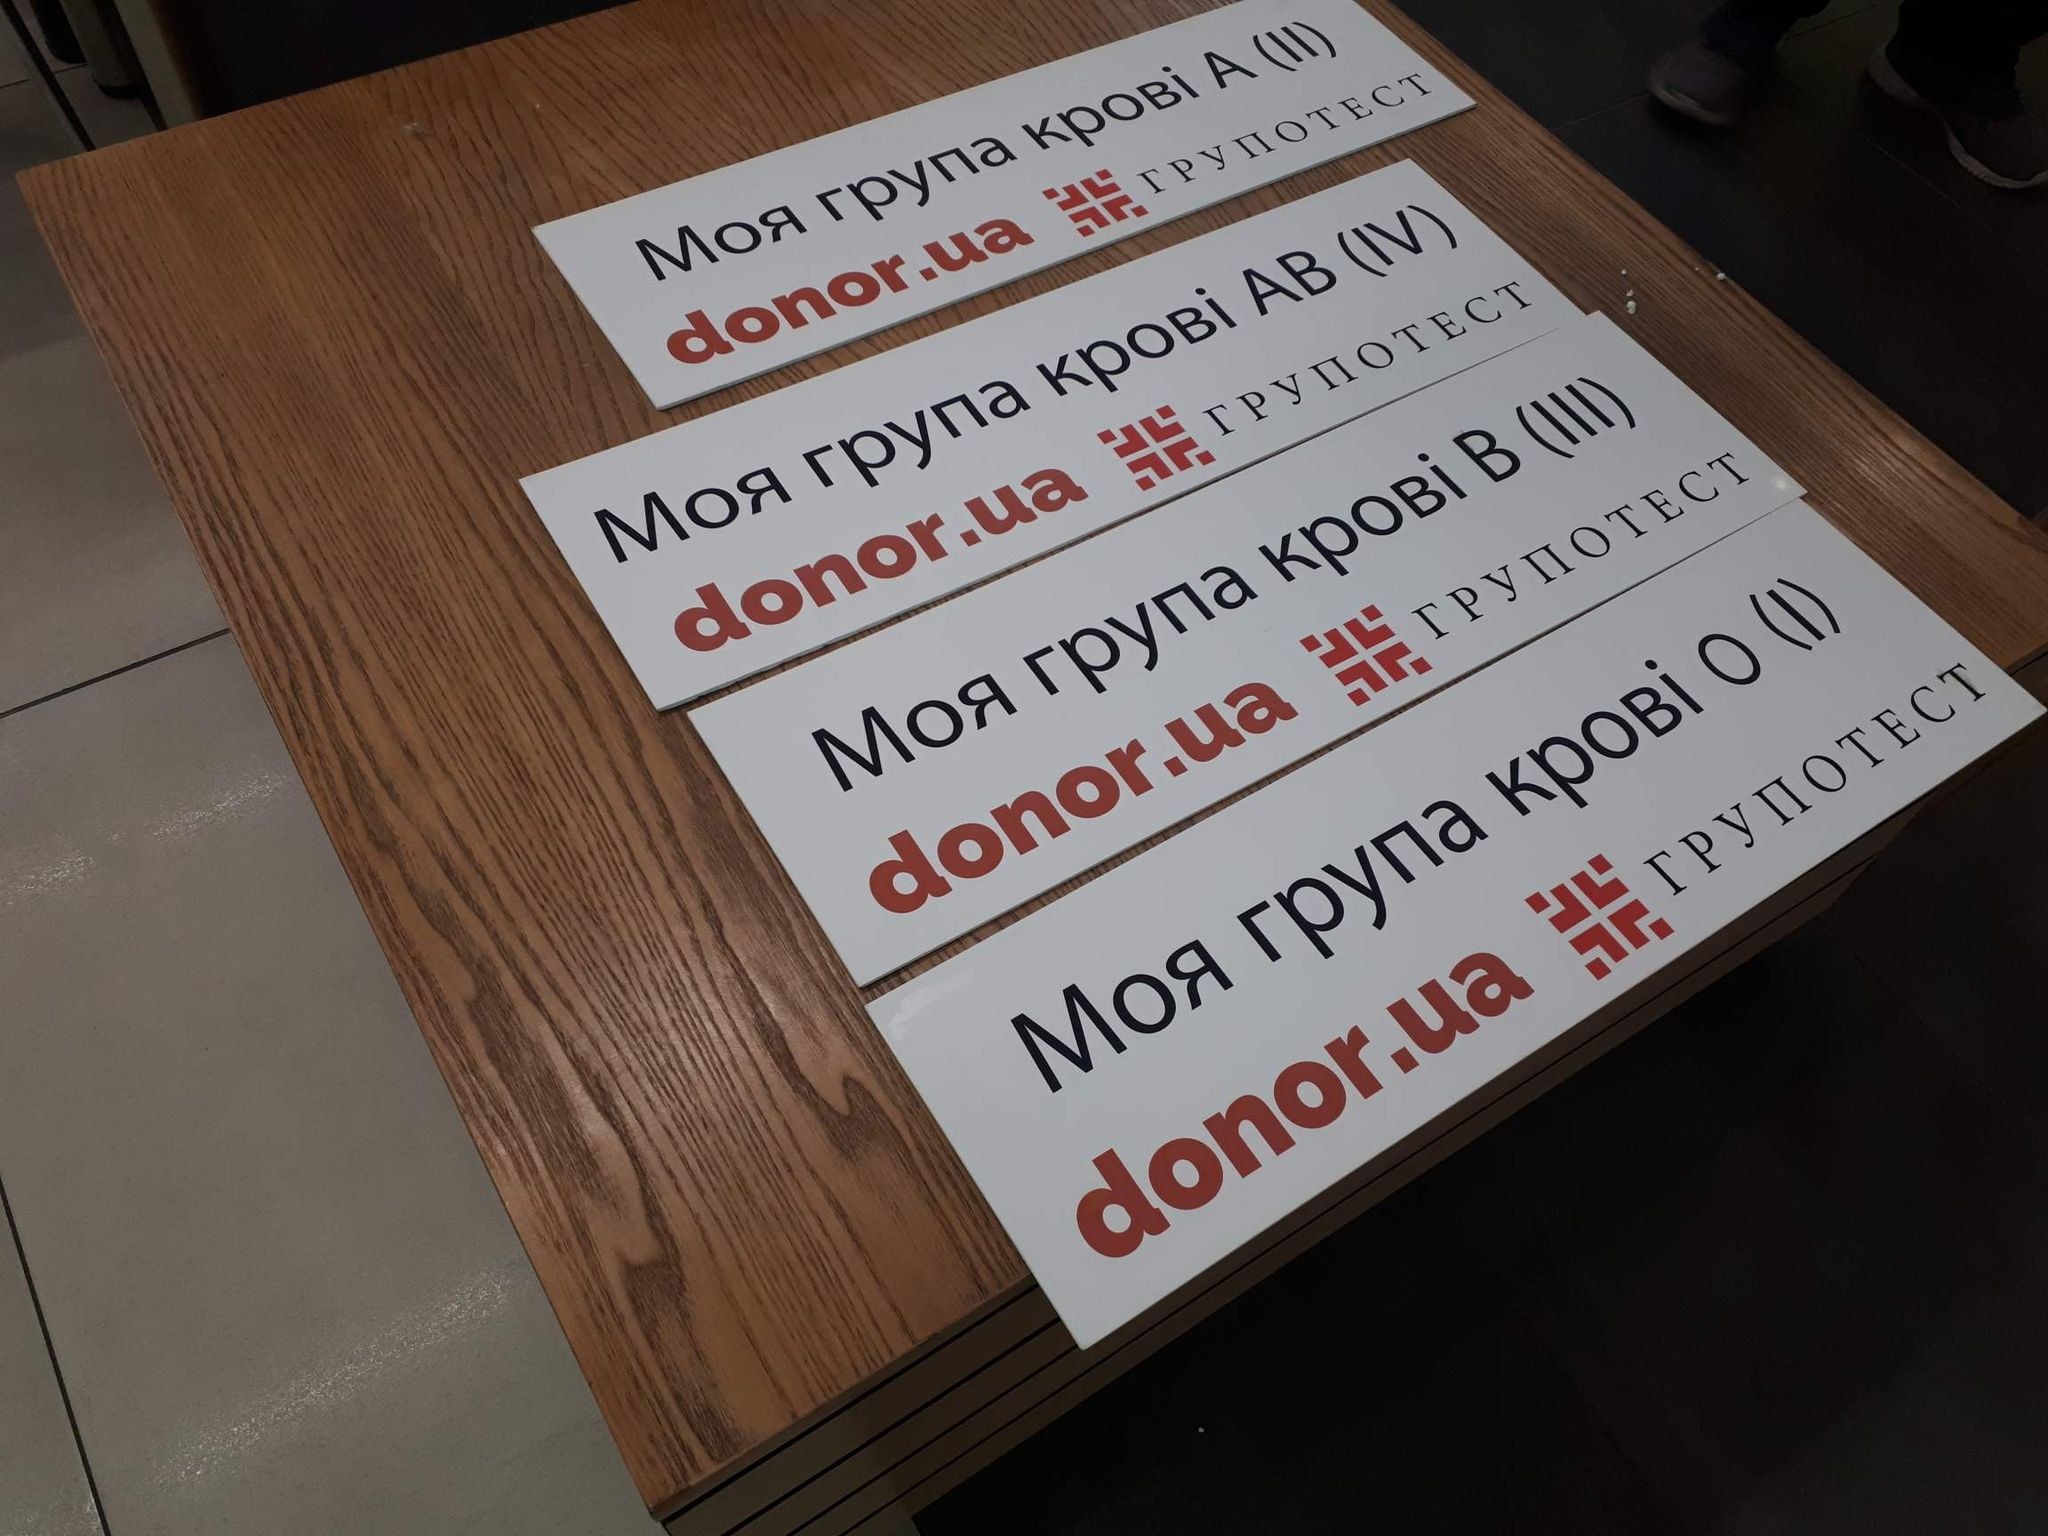 Моя група крові А (II)
donor.ua ГРУПОТЕСТ
Моя група крові АВ (IV)
donor.ua ГРУПОТЕСТ
Моя група крові В (III)
donor.ua ГРУПОТЕСТ
Моя група крові О (I)
donor.ua ГРУПОТЕСТ